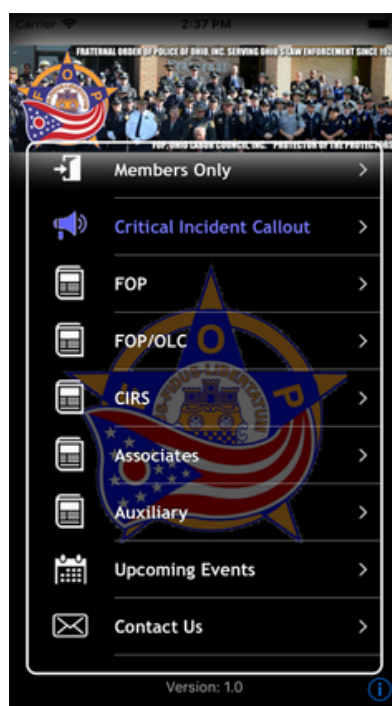 Carrier 2:37 PM
FRATERNAL ORDER OF POLICE OF OHIO, INC. SERVING OHIO'S LAW ENFORCEMENT SINCE
F O P
FOP, OHIO LABOR COUNCIL, INC. PROTECTOR OF THE PROTECTORS
Members Only
Critical Incident Callout
FOP
FOP/OLC
CIRS
Associates
Auxiliary
Upcoming Events
Contact Us
F O P
Version: 1.0